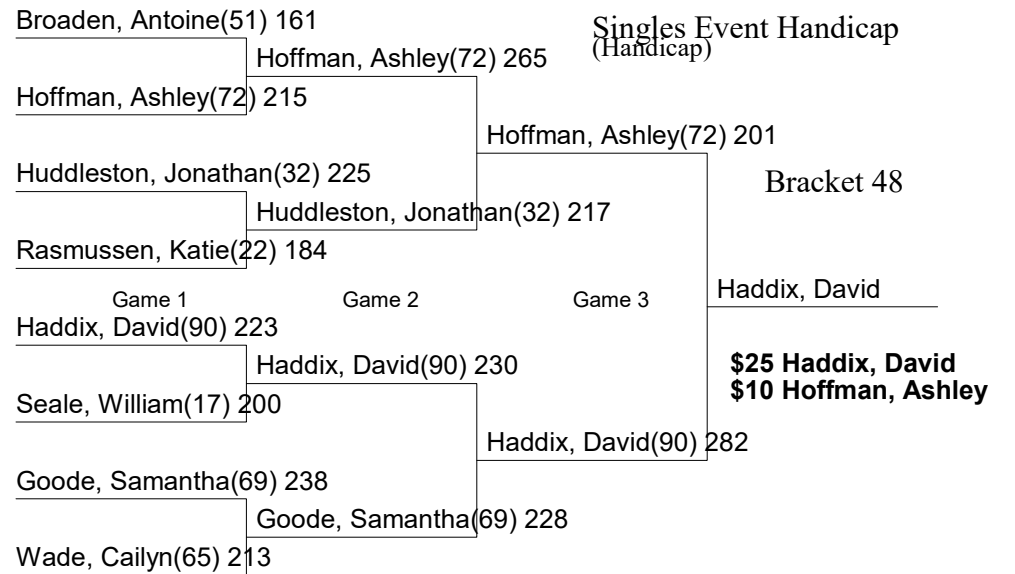 Broaden, Antoine(51) 161
Singles Event Handicap
(Handicap)
Hoffman, Ashley(72) 265
Hoffman, Ashley(72) 215
Hoffman, Ashley(72) 201
Huddleston, Jonathan(32) 225
Bracket 48
Huddleston, Jonathan(32) 217
Rasmussen, Katie(22) 184
Game 1
Game 2
Game 3
Haddix, David
Haddix, David(90) 223
Haddix, David(90) 230
$25 Haddix, David
$10 Hoffman, Ashley
Seale, William(17) 200
Haddix, David(90) 282
Goode, Samantha(69) 238
Goode, Samantha(69) 228
Wade, Cailyn(65) 213